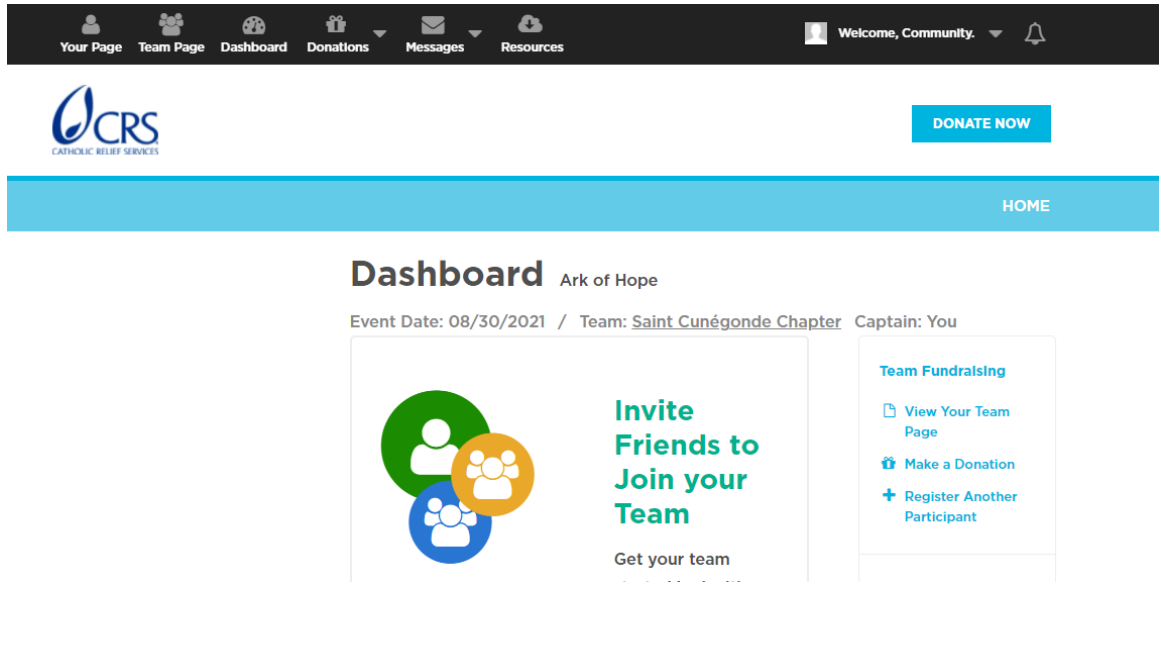 Your Page Team Page Dashboard Donations Messages Resources Welcome, Community.
CRS
CATHOLIC RELIEF SERVICES
DONATE NOW
HOME
Dashboard Ark of Hope
Event Date: 08/30/2021 / Team: Saint Cunégonde Chapter Captain: You
Invite
Friends to
Join your
Team
Get your team
Team Fundraising
View Your Team
Page
Make a Donation
Register Another
Participant